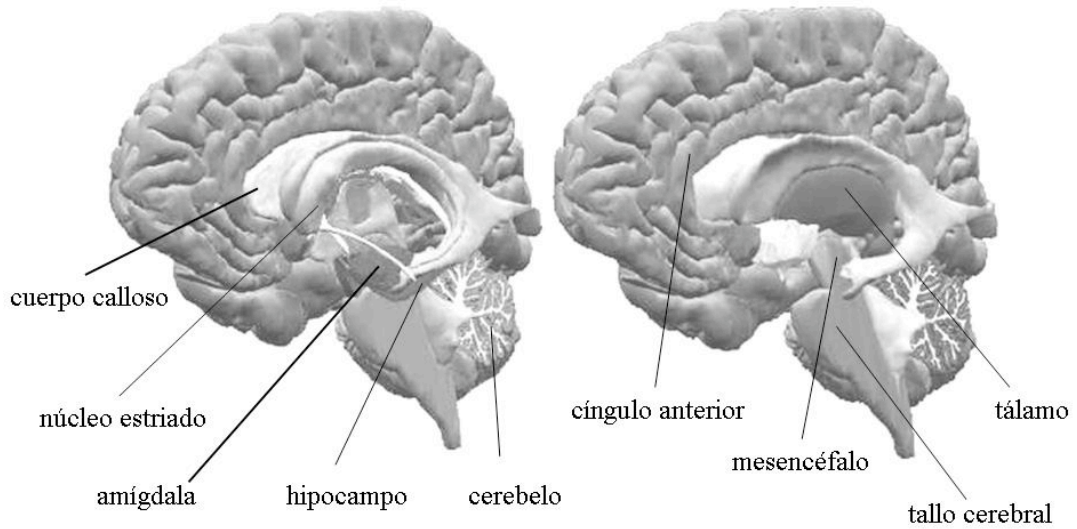 cuerpo calloso
núcleo estriado
amígdala
hipocampo
cerebelo
cíngulo anterior
mesencéfalo
tálamo
tallo cerebral